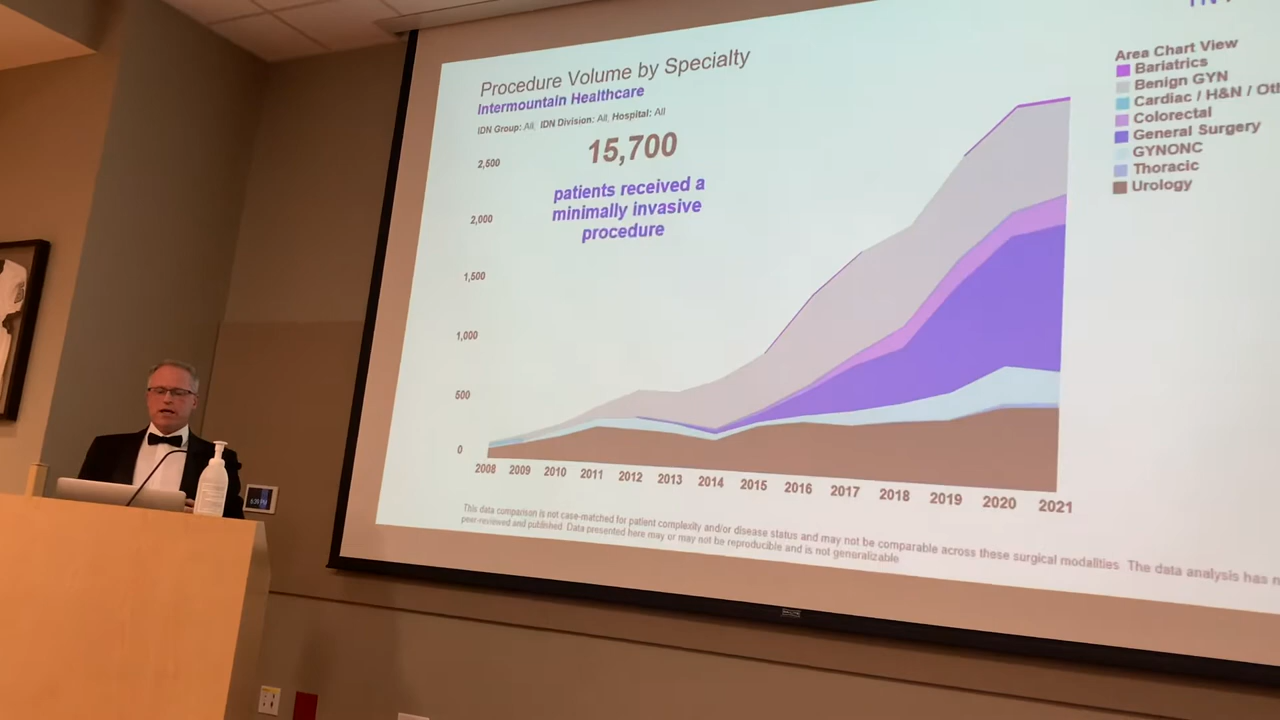 Procedure Volume by Specialty
Intermountain Healthcare
IDN Group: All, IDN Division: All, Hospital: All
15,700
patients received a
minimally invasive
procedure
2,500
2,000
1,500
1,000
500
0
2008 2009 2010 2011 2012 2013 2014 2015 2016 2017 2018 2019 2020 2021
Area Chart View
Bariatrics
Benign GYN
Cardiac / H&N /
Colorectal
General Surgery
GYNONC
Thoracic
Urology
This data comparison is not case-matched for patient complexity and/or disease status and may not be comparable across these surgical modalities. The data analysis has
peer-reviewed and published. Data presented here may or may not be reproducible and is not generalizable.